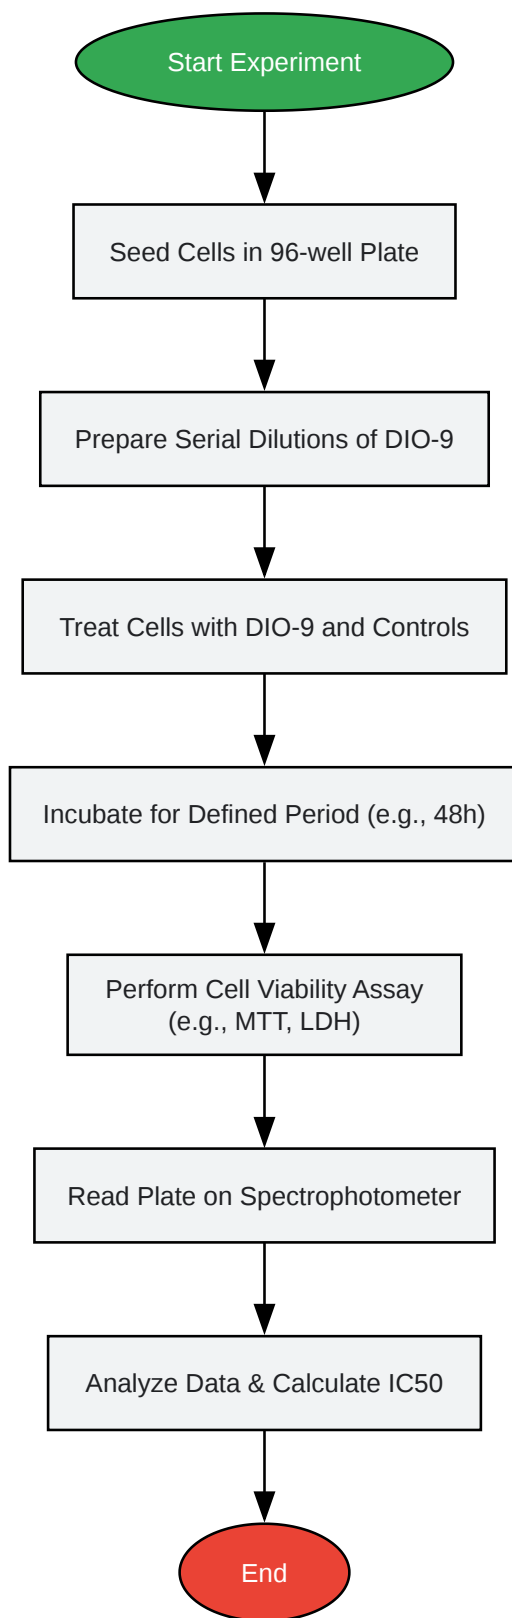 Start Experiment
Seed Cells in 96-well Plate
Prepare Serial Dilutions of DIO-9
Treat Cells with DIO-9 and Controls
Incubate for Defined Period (e.g., 48h)
Perform Cell Viability Assay
(e.g., MTT, LDH)
Read Plate on Spectrophotometer
Analyze Data & Calculate IC50
End